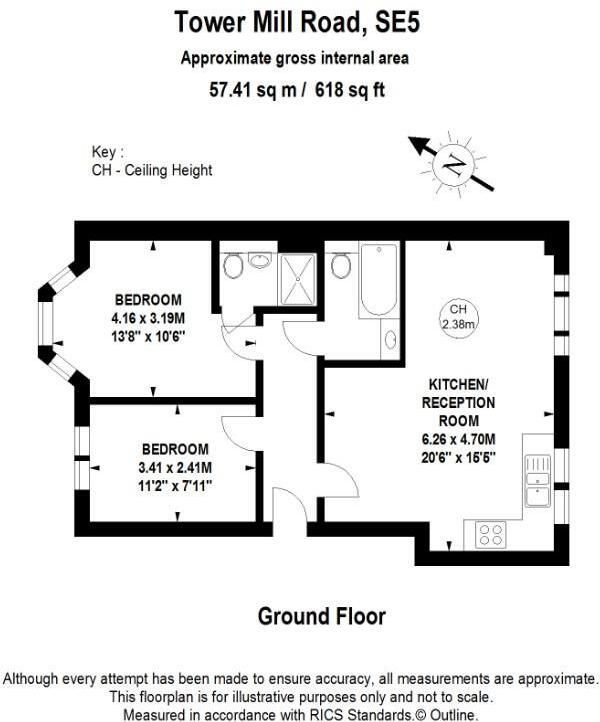 Tower Mill Road, SE5
Approximate gross internal area
57.41 sq m / 618 sq ft
Key :
CH - Ceiling Height
N
BEDROOM
4.16 x 3.19M
13'8" x 10'6"
CH
2.38m
KITCHEN/
RECEPTION
ROOM
6.26 x 4.70M
20'6" x 15'5"
BEDROOM
3.41 x 2.41M
11'2" x 7'11"
Ground Floor
Although every attempt has been made to ensure accuracy, all measurements are approximate.
This floorplan is for illustrative purposes only and not to scale.
Measured in accordance with RICS Standards.© Outline.